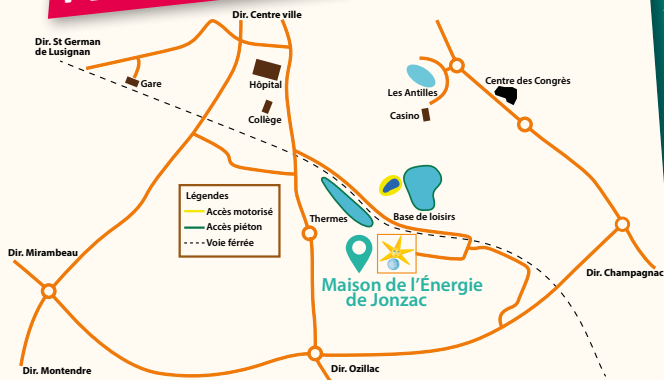 Dir. Centre ville
Dir. St German
de Lusignan
Gare
Hôpital
Collège
Les Antilles
Casino
Centre des Congrès
Légendes
Accès motorisé
Accès piéton
Voie férrée
Thermes
Base de loisirs
Dir. Mirambeau
Maison de l'Énergie
de Jonzac
Dir. Champagnac
Dir. Montendre
Dir. Ozillac